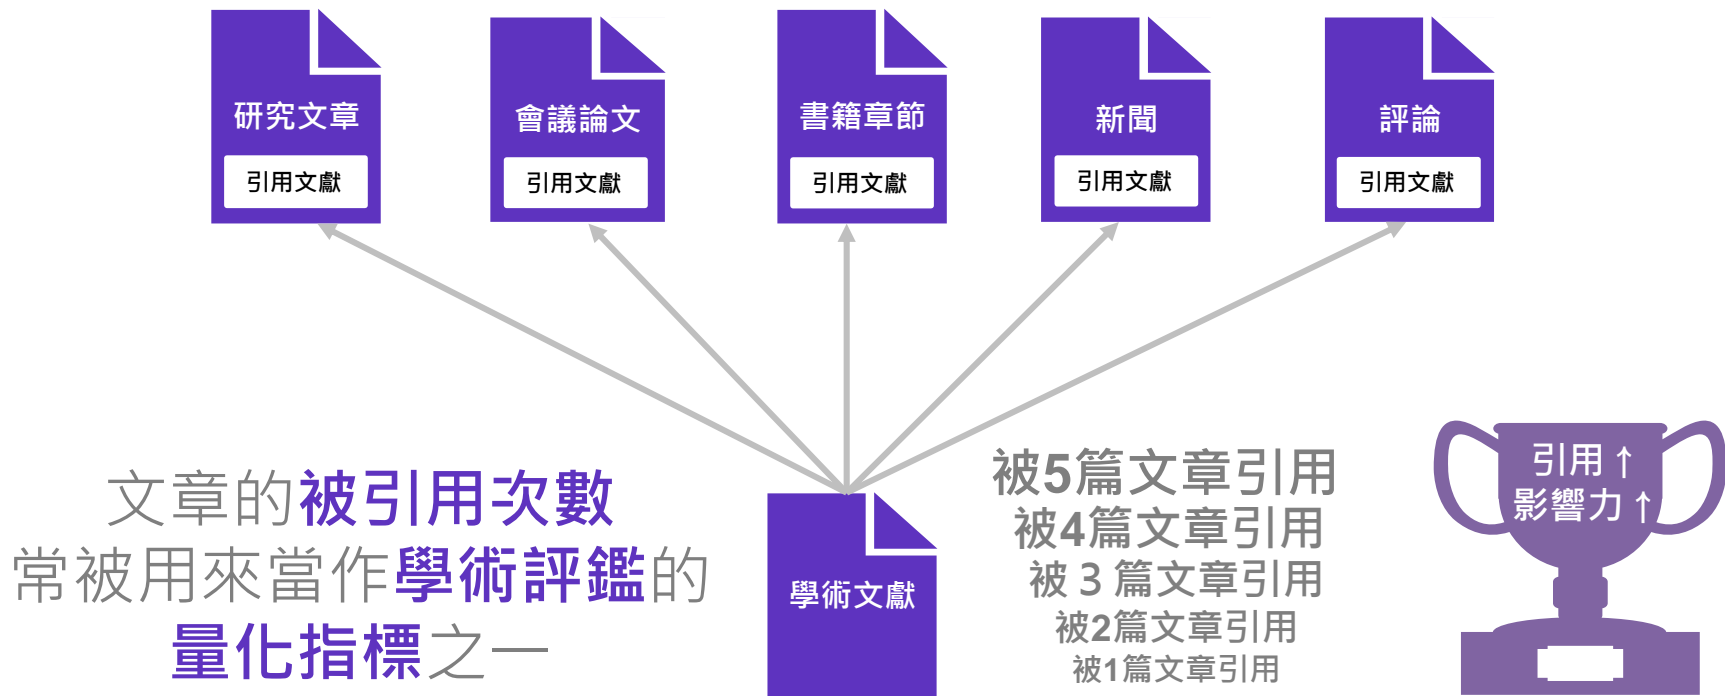 研究文章
引用文獻
會議論文
引用文獻
書籍章節
引用文獻
新聞
引用文獻
評論
引用文獻
文章的被引用次數
常被用來當作學術評鑑的
量化指標之一
學術文獻
被5篇文章引用
被4篇文章引用
被 3 篇文章引用
被2篇文章引用
被1篇文章引用
引用↑
影響力↑